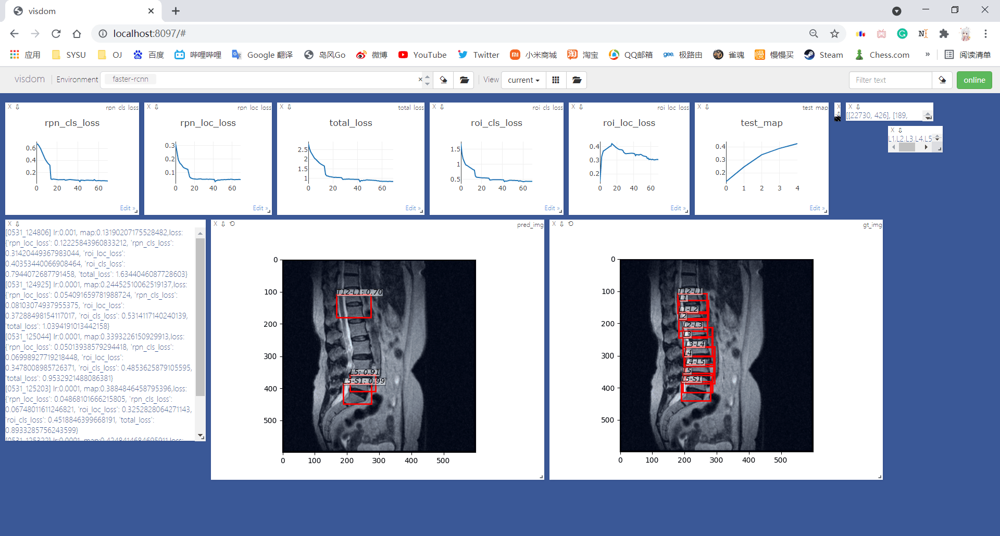 visdom
localhost:8097/#
应用 SYSU OJ 百度 哔哩哔哩 Google 翻译 岛风Go 微博 YouTube Twitter 小米商城 淘宝 QQ邮箱 极路由 雀魂 慢慢买 Steam Chess.com » 阅读清单
visdom Environment faster-rcnn × View current Filter text online
X rpn_cls_loss
rpn_cls_loss
0.6
0.4
0.2
0 20 40 60
Edit »
X rpn_loc_loss
rpn_loc_loss
0.3
0.2
0.1
0 20 40 60
Edit »
X total_loss
total_loss
2.5
2
1.5
1
0 20 40 60
Edit »
X roi_cls_loss
roi_cls_loss
1.5
1
0.5
0 20 40 60
Edit »
X roi_loc_loss
roi_loc_loss
0.4
0.3
0.2
0 20 40 60
Edit »
X test_map
test_map
0.4
0.3
0.2
0 1 2 3 4
Edit »
X
X
[[22730, 426], [189,
X
L1,L2,L3,L4,L5
X
[0531_124806] lr:0.001, map:0.13190207175528482,loss:
{'rpn_loc_loss': 0.12225843960833212, 'rpn_cls_loss':
0.31420449367983044, 'roi_loc_loss':
0.40353440066908464, 'roi_cls_loss':
0.7944072687791458, 'total_loss': 1.6344046087728603}
[0531_124925] lr:0.0001, map:0.24452510062519137,loss:
{'rpn_loc_loss': 0.054091659781988724, 'rpn_cls_loss':
0.08103074937955375, 'roi_loc_loss':
0.37288498154117017, 'roi_cls_loss': 0.5314117140240139,
'total_loss': 1.0394191013442158}
[0531_125044] lr:0.0001, map:0.3393226150929913,loss:
{'rpn_loc_loss': 0.05013938579294418, 'rpn_cls_loss':
0.06998927719218448, 'roi_loc_loss':
0.3478008985726371, 'roi_cls_loss': 0.4853625879105595,
'total_loss': 0.9532921488086381}
[0531_125203] lr:0.0001, map:0.3884846458795396,loss:
{'rpn_loc_loss': 0.04868101666215805, 'rpn_cls_loss':
0.06748011611246821, 'roi_loc_loss': 0.3252828064271143,
'roi_cls_loss': 0.4518846399668191, 'total_loss':
0.8933285756243599}
[0531_125322] lr:0.0001, map:0.4248414684695911,loss:
X pred_img
0
100
200
300
400
500
0 100 200 300 400 500
T12-L1: 0.70
L5: 0.91
L5-S1: 0.99
X gt_img
0
100
200
300
400
500
0 100 200 300 400 500
T12-L1
L1
L1-L2
L2
L2-L3
L3
L3-L4
L4
L4-L5
L5
L5-S1